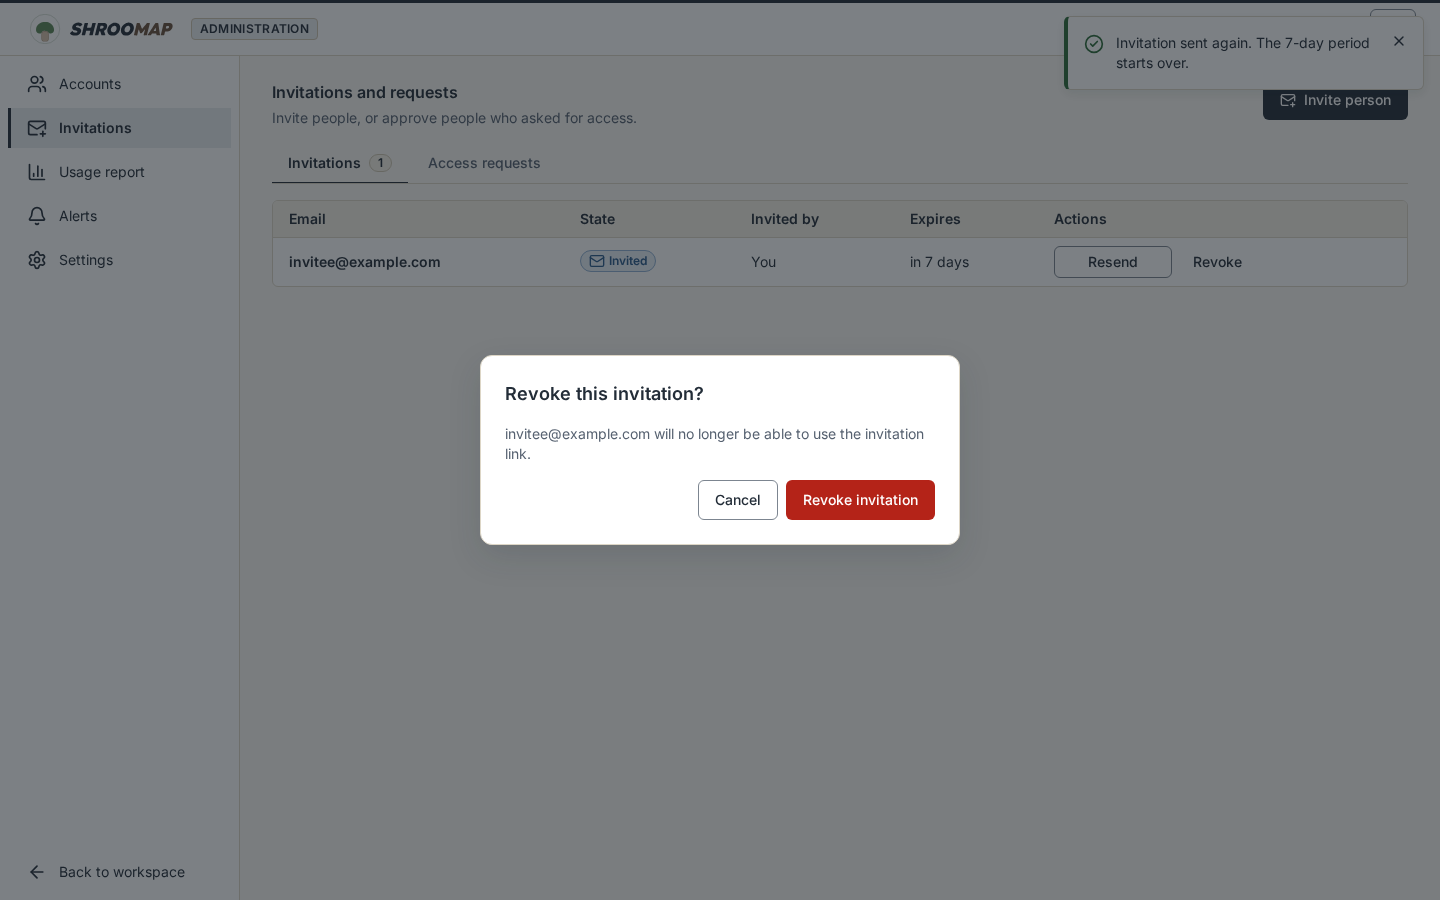 SHROOMAP
ADMINISTRATION
Invitation sent again. The 7-day period
starts over.
Accounts
Invitations
Usage report
Alerts
Settings
Back to workspace
Invitations and requests
Invite people, or approve people who asked for access.
Invite person
Invitations 1
Access requests
Email State Invited by Expires Actions
invitee@example.com Invited You in 7 days Resend Revoke
Revoke this invitation?
invitee@example.com will no longer be able to use the invitation
link.
Cancel
Revoke invitation